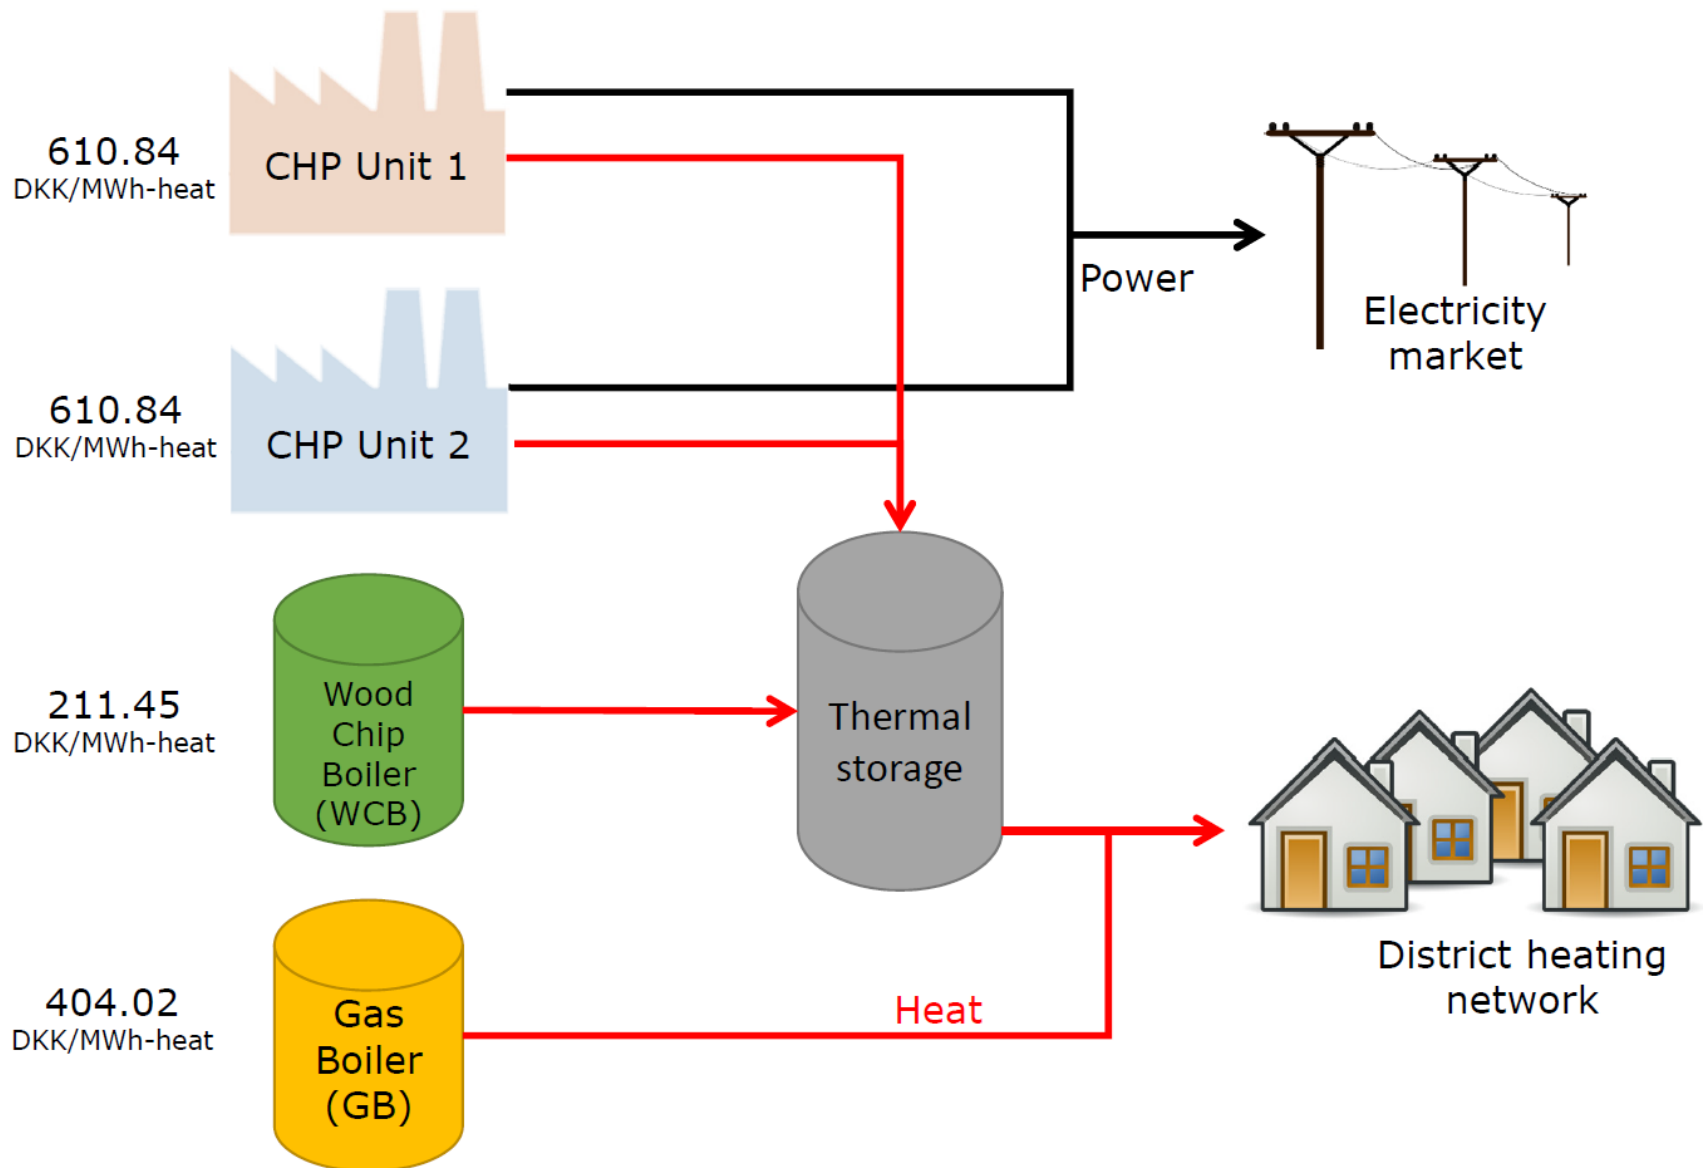 610.84
DKK/MWh-heat
CHP Unit 1
Power
Electricity
market
610.84
DKK/MWh-heat
CHP Unit 2
211.45
DKK/MWh-heat
Wood
Chip
Boiler
(WCB)
Thermal
storage
404.02
DKK/MWh-heat
Gas
Boiler
(GB)
Heat
District heating
network